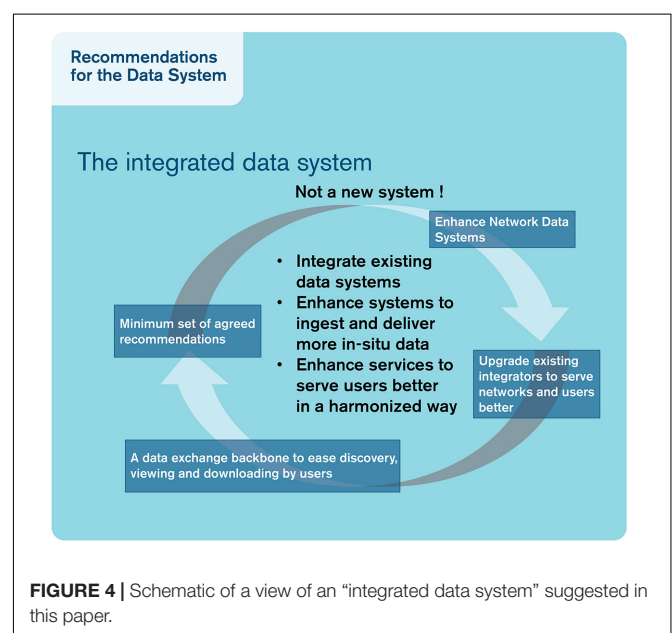 Recommendations
for the Data System
The integrated data system
Not a new system !
Enhance Network Data
Systems
• Integrate existing
data systems
• Enhance systems to
ingest and deliver
more in-situ data
• Enhance services to
serve users better
in a harmonized way
Minimum set of agreed
recommendations
Upgrade existing
integrators to serve
networks and users
better
A data exchange backbone to ease discovery,
viewing and downloading by users
FIGURE 4 | Schematic of a view of an “integrated data system” suggested in
this paper.